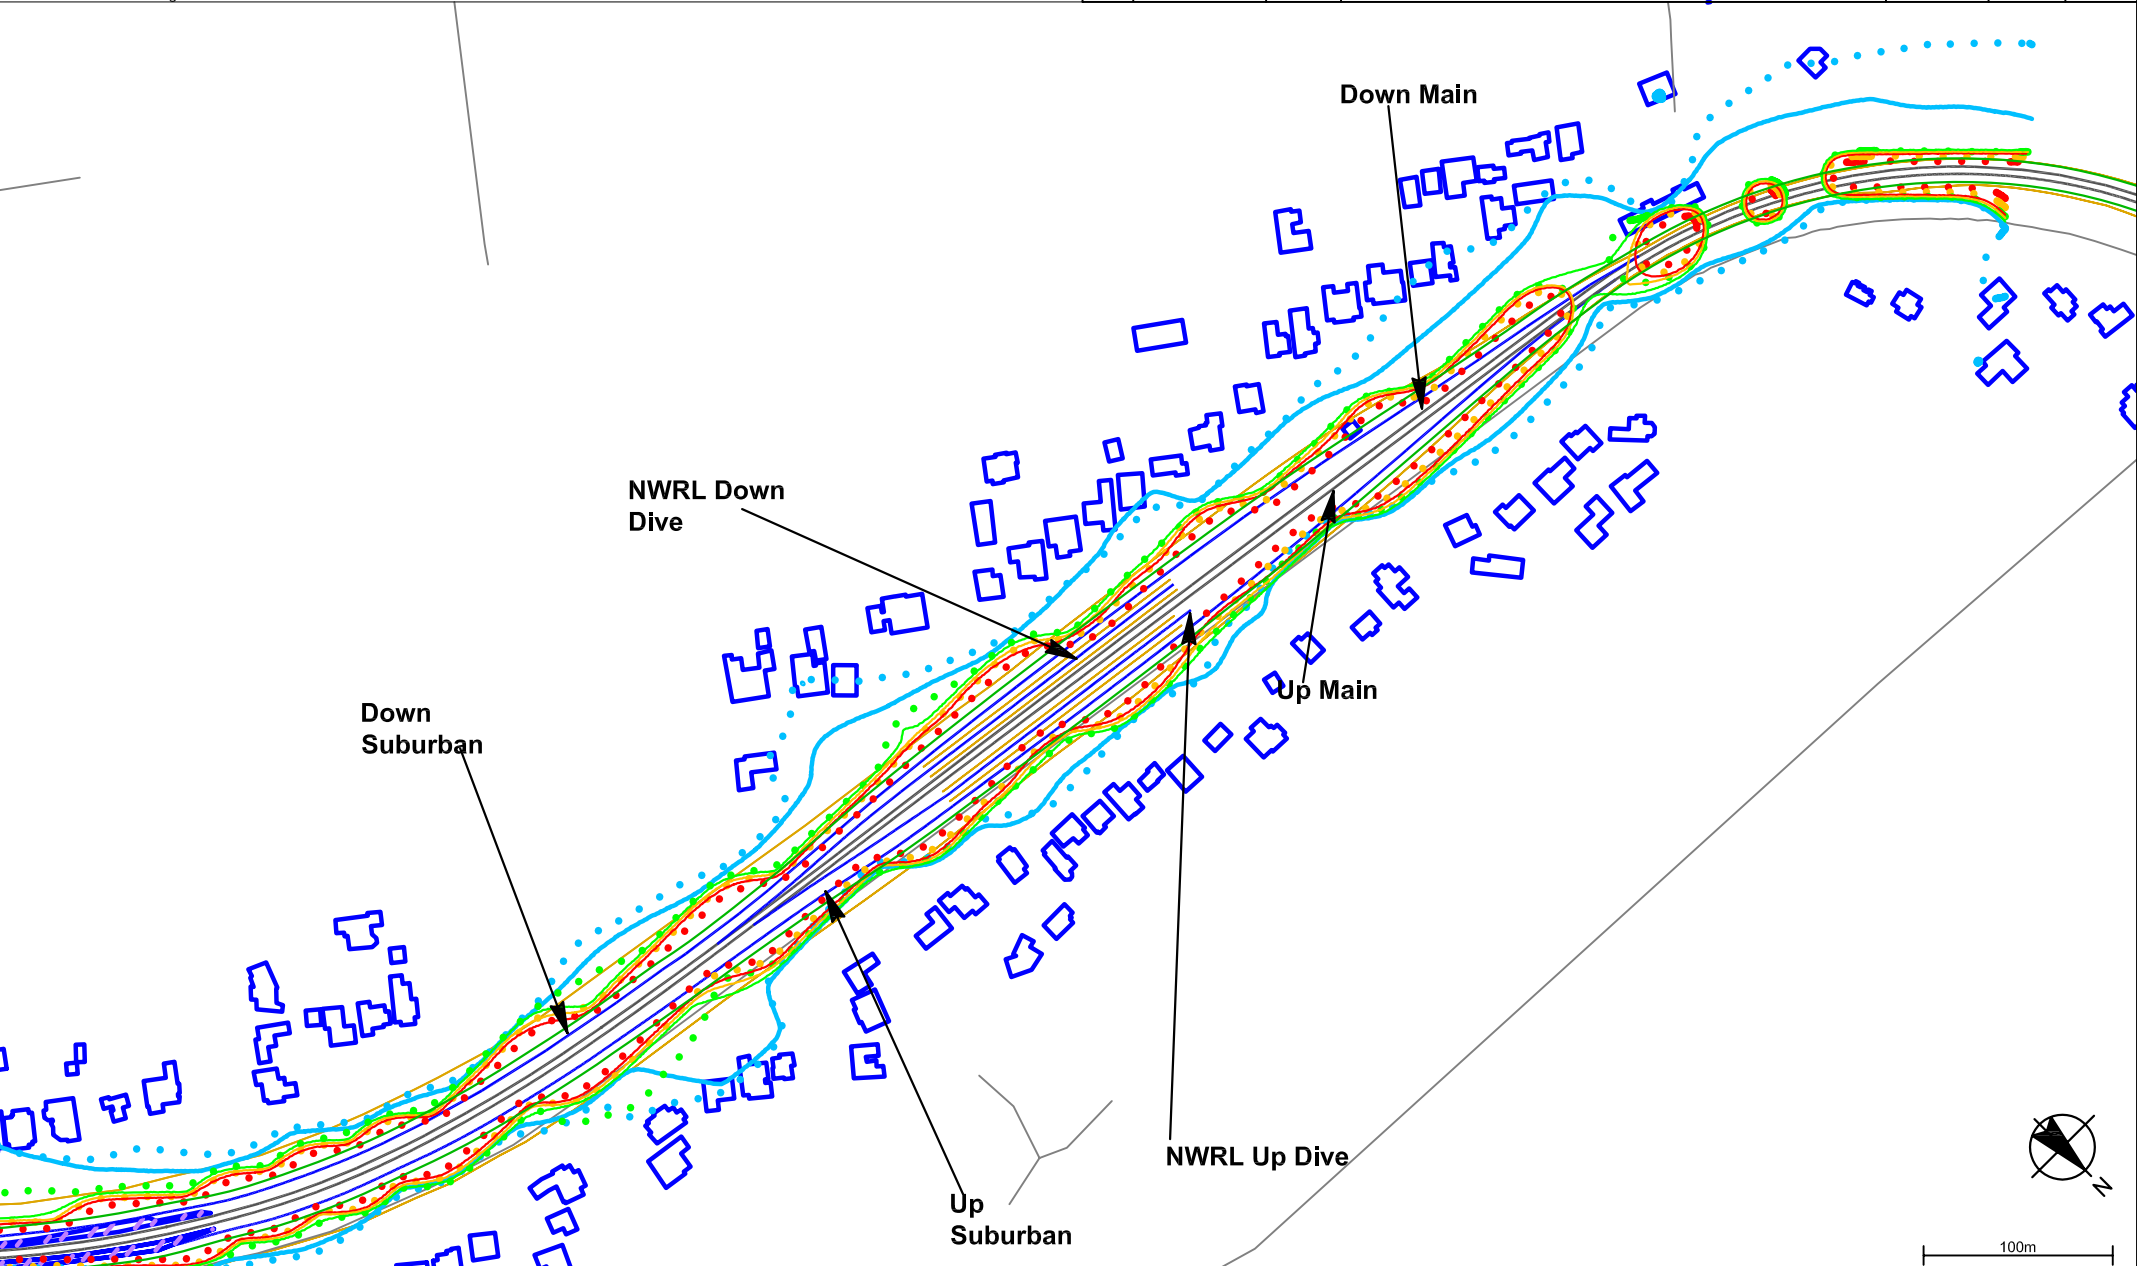 Down Main
NWRL Down
Dive
Down
Suburban
Up Main
NWRL Up Dive
Up
Suburban
N
100m